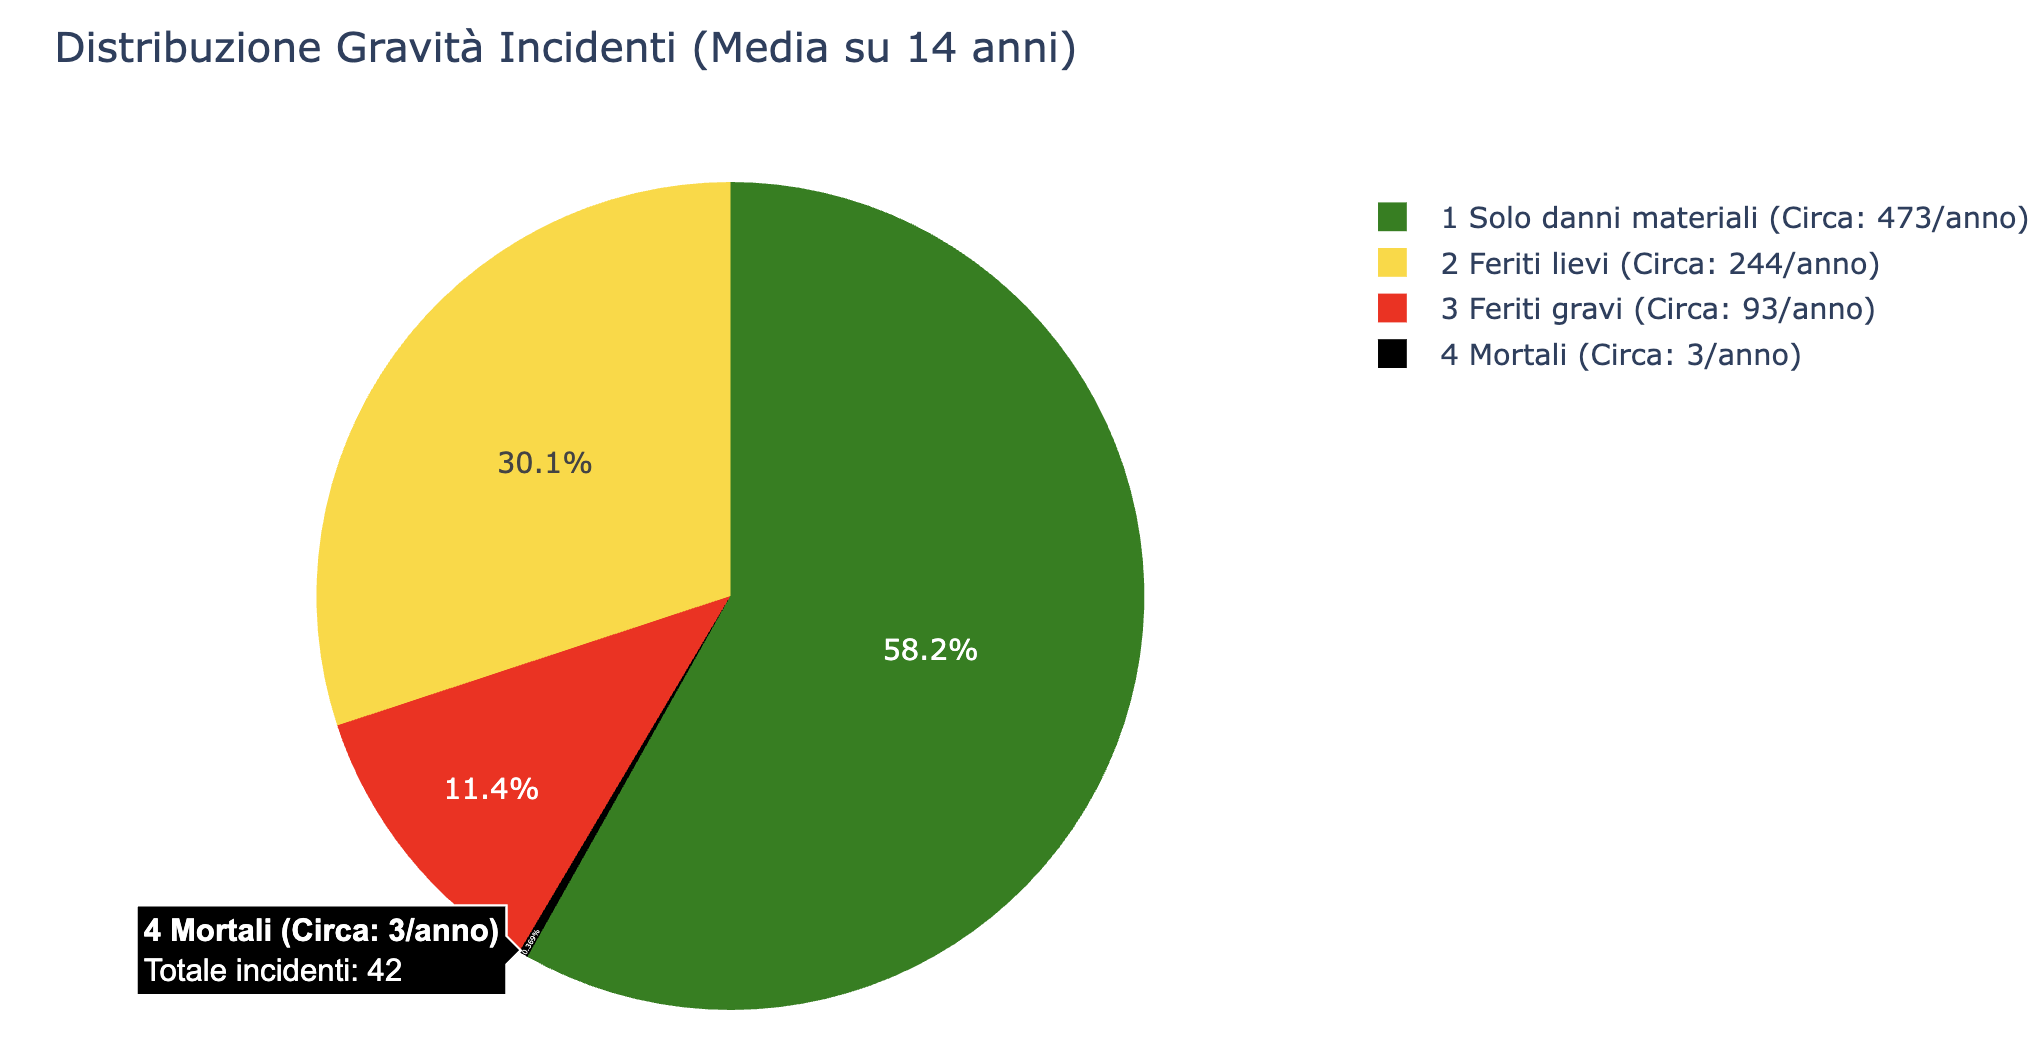 Distribuzione Gravità Incidenti (Media su 14 anni)
1 Solo danni materiali (Circa: 473/anno)
2 Feriti lievi (Circa: 244/anno)
3 Feriti gravi (Circa: 93/anno)
4 Mortali (Circa: 3/anno)
30.1%
58.2%
11.4%
0.369%
4 Mortali (Circa: 3/anno)
Totale incidenti: 42